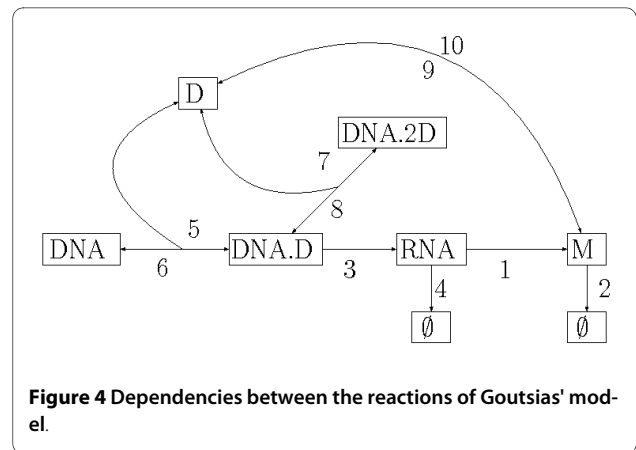 10
9
D
DNA.2D
7
8
5
DNA
DNA.D
RNA
M
6
3
1
4
2
∅
∅
Figure 4 Dependencies between the reactions of Goutsias' mod-
el.